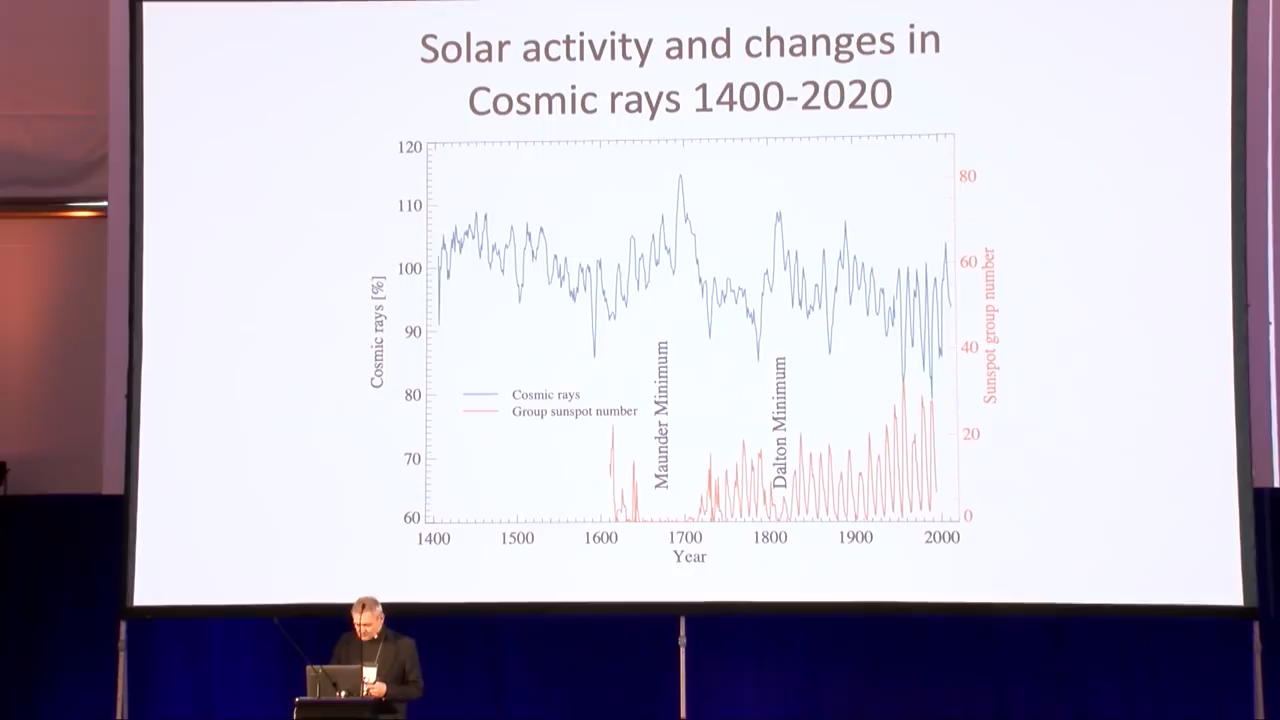 Solar activity and changes in
Cosmic rays 1400-2020
120
110
100
90
80
70
60
Cosmic rays [%]
80
60
40
20
0
Sunspot group number
Cosmic rays
Group sunspot number
Maunder Minimum
Dalton Minimum
1400 1500 1600 1700 1800 1900 2000
Year